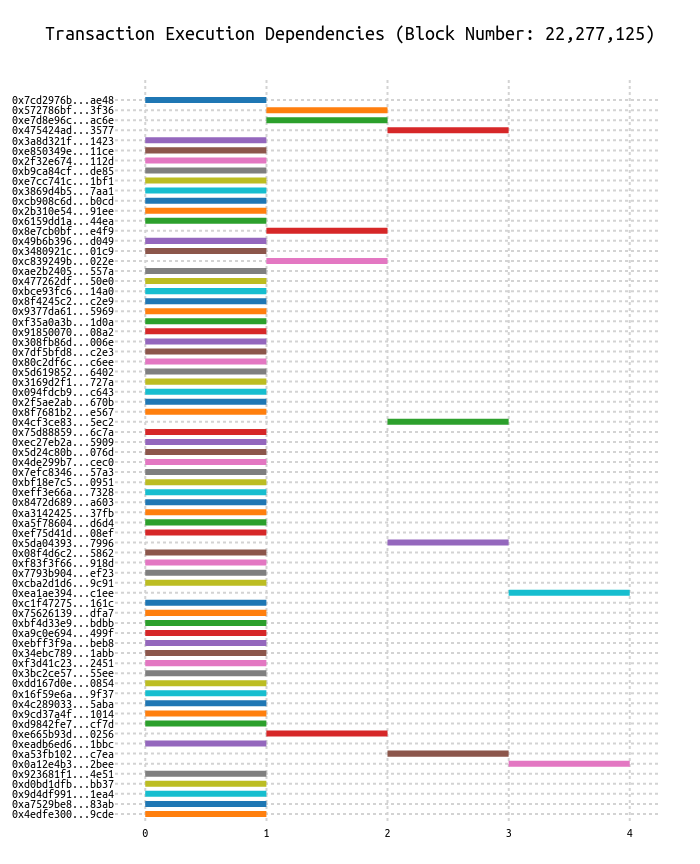 Transaction Execution Dependencies (Block Number: 22,277,125)
0x7cd2976b...ae48
0x572786bf...3f36
0xe7d8e96c...ac6e
0x475424ad...3577
0x3a8d321f...1423
0xe850349e...11ce
0x2f32e674...112d
0xb9ca84cf...de85
0xe7cc741c...1bf1
0x3869d4b5...7aa1
0xcb908c6d...b0cd
0x2b310e54...91ee
0x6159dd1a...44ea
0x8e7cb0bf...e4f9
0x49b6b396...d049
0x3480921c...01c9
0xc839249b...022e
0xae2b2405...557a
0x477262df...50e0
0xbce93fc6...14a0
0x8f4245c2...c2e9
0x9377da61...5969
0xf35a0a3b...1d0a
0x91850070...08a2
0x308fb86d...006e
0x7df5bfd8...c2e3
0x80c2df6c...c6ee
0x5d619852...6402
0x3169d2f1...727a
0x094fdcb9...c643
0x2f5ae2ab...670b
0x8f7681b2...e567
0x4cf3ce83...5ec2
0x75d88859...6c7a
0xec27eb2a...5909
0x5d24c80b...076d
0x4de299b7...cec0
0x7efc8346...57a3
0xbf18e7c5...0951
0xeff3e66a...7328
0x8472d689...a603
0xa3142425...37fb
0xa5f78604...d6d4
0xef75d41d...08ef
0x5da04393...7996
0x08f4d6c2...5862
0xf83f3f66...918d
0x7793b904...ef23
0xcba2d1d6...9c91
0xea1ae394...c1ee
0xc1f47275...161c
0x75626139...dfa7
0xbf4d33e9...bdbb
0xa9c0e694...499f
0xebff3f9a...beb8
0x34ebc789...1abb
0xf3d41c23...2451
0x3bc2ce57...55ee
0xdd167d0e...0854
0x16f59e6a...9f37
0x4c289033...5aba
0x9cd37a4f...1014
0xd9842fe7...cf7d
0xe665b93d...0256
0xeadb6ed6...1bbc
0xa53fb102...c7ea
0x0a12e4b3...2bee
0x923681f1...4e51
0xd0bd1dfb...bb37
0x9d4df991...1ea4
0xa7529be8...83ab
0x4edfe300...9cde
0 1 2 3 4